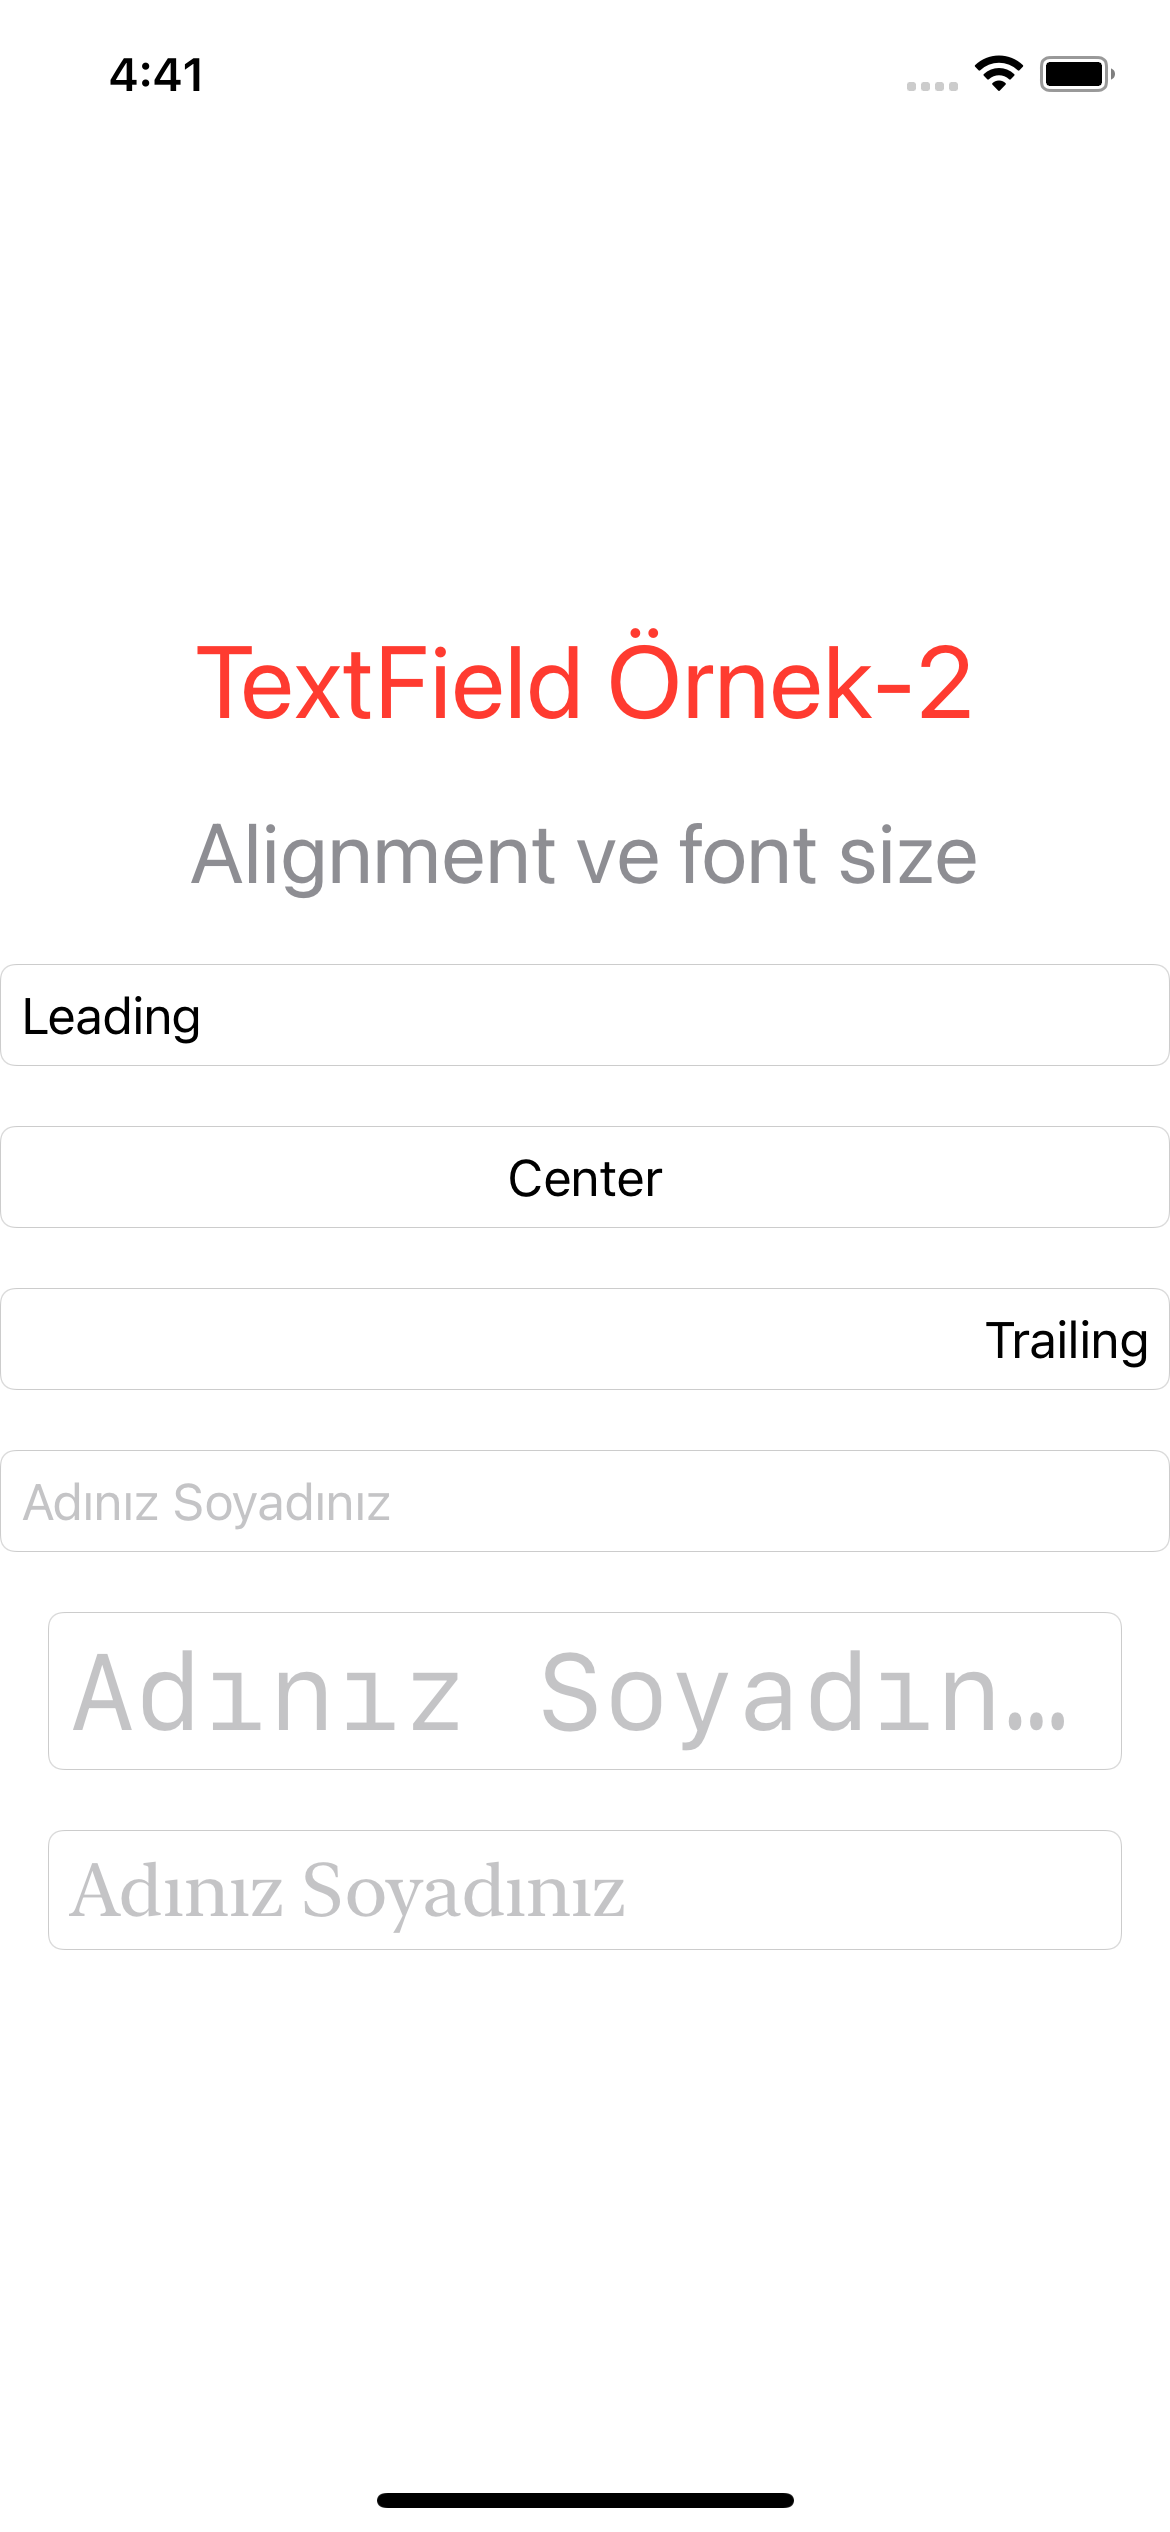 4:41
TextField Örnek-2
Alignment ve font size
Leading
Center
Trailing
Adınız Soyadınız
Adınız Soyadın…
Adınız Soyadınız